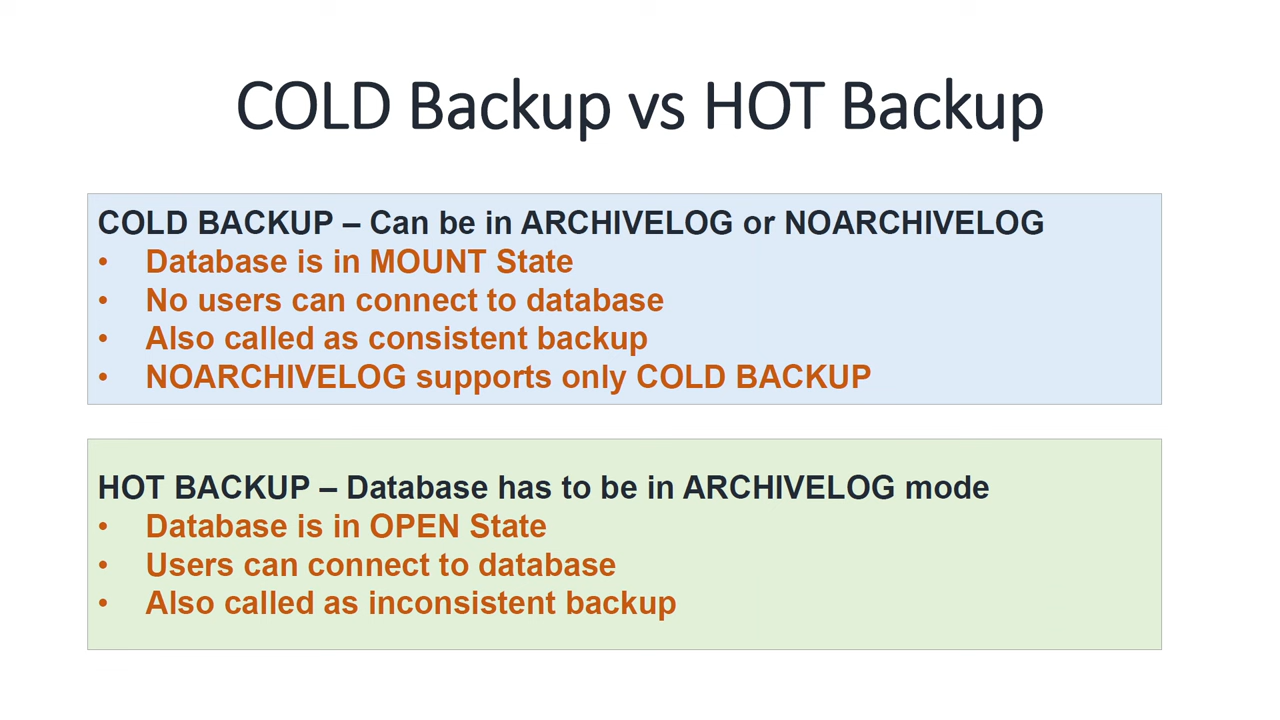 COLD Backup vs HOT Backup
COLD BACKUP – Can be in ARCHIVELOG or NOARCHIVELOG
• Database is in MOUNT State
• No users can connect to database
• Also called as consistent backup
• NOARCHIVELOG supports only COLD BACKUP
HOT BACKUP – Database has to be in ARCHIVELOG mode
• Database is in OPEN State
• Users can connect to database
• Also called as inconsistent backup